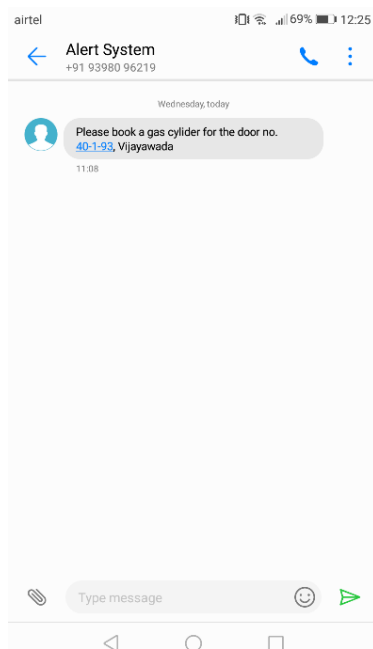 airtel 69% 12:25
Alert System
+91 93980 96219
Wednesday, today
Please book a gas cylider for the door no.
40-1-93, Vijayawada
11:08
Type message